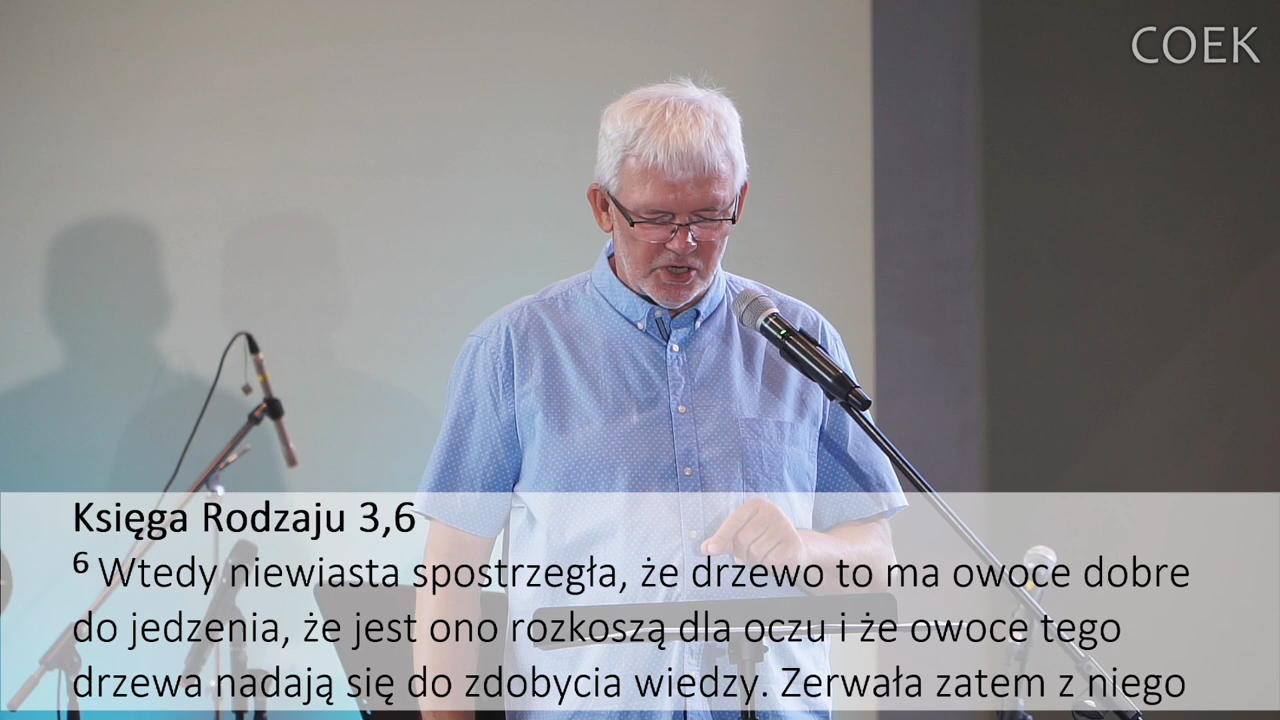 COEK
Księga Rodzaju 3,6
⁶ Wtedy niewiasta spostrzegła, że drzewo to ma owoce dobre
do jedzenia, że jest ono rozkoszą dla oczu i że owoce tego
drzewa nadają się do zdobycia wiedzy. Zerwała zatem z niego